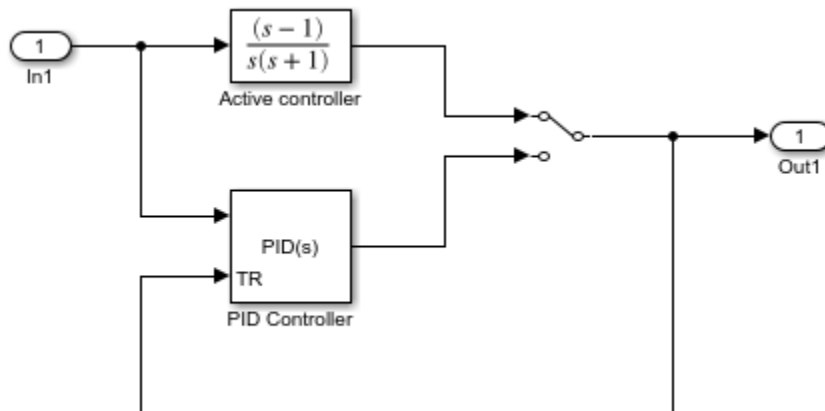 1
In1
(s − 1)
s(s + 1)
Active controller
1
Out1
PID(s)
TR
PID Controller